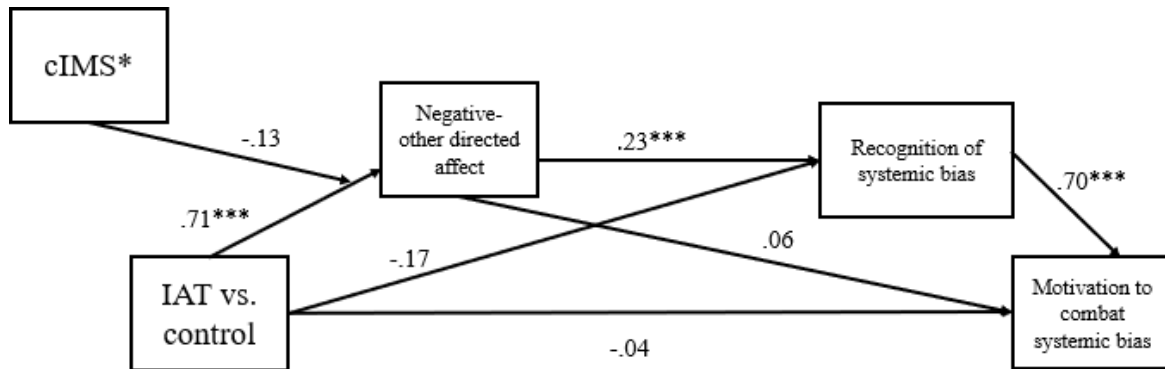 cIMS*
-.13
Negative-
other directed
affect
.23***
Recognition of
systemic bias
.70***
.71***
-.17
.06
IAT vs.
control
Motivation to
combat
systemic bias
-.04